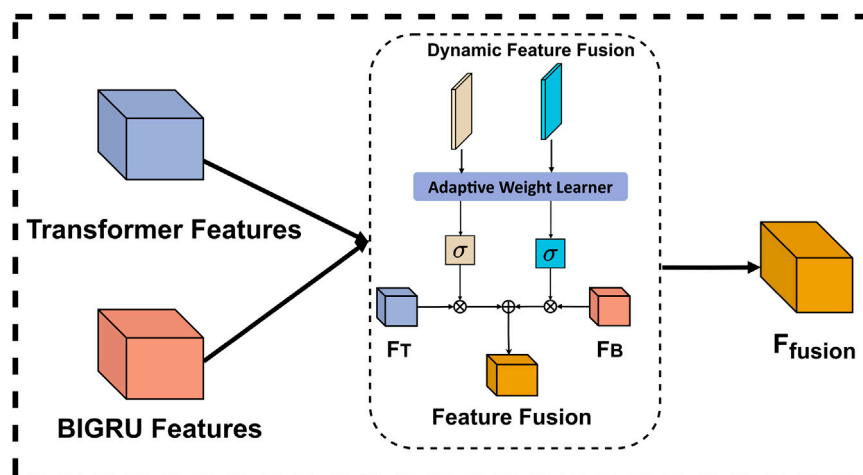 Dynamic Feature Fusion
Adaptive Weight Learner
Transformer Features
σ
σ
FT
FB
Ffusion
BIGRU Features
Feature Fusion